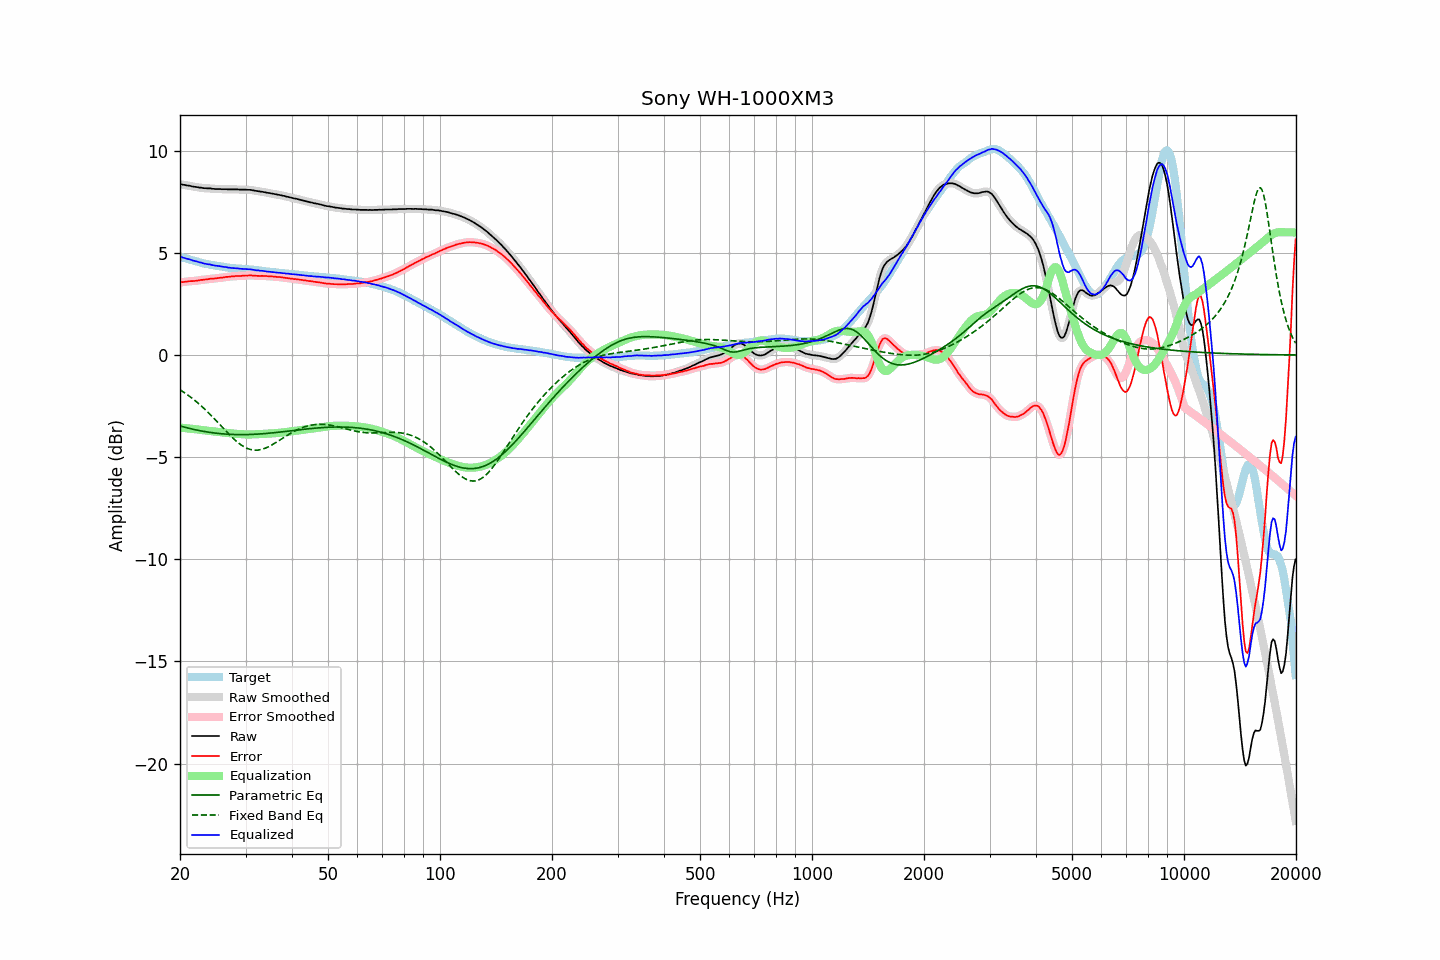 Sony WH-1000XM3
Amplitude (dBr)
10
5
0
−5
−10
−15
−20
Target
Raw Smoothed
Error Smoothed
Raw
Error
Equalization
Parametric Eq
Fixed Band Eq
Equalized
20 50 100 200 500 1000 2000 5000 10000 20000
Frequency (Hz)